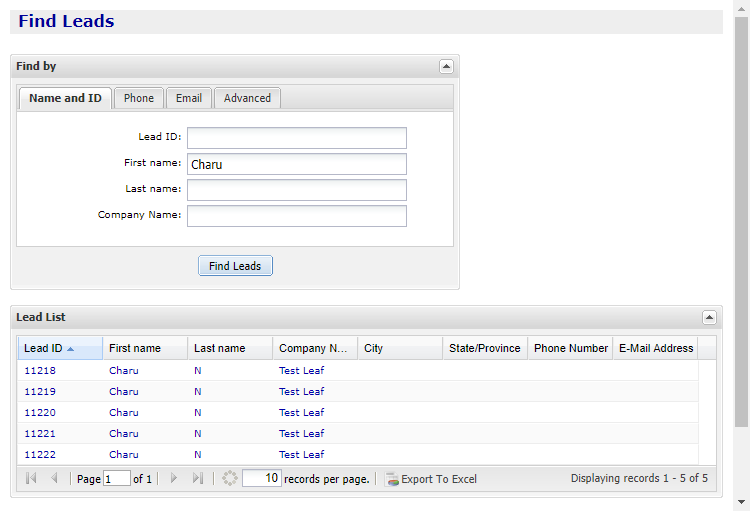 Find Leads
Find by
Name and ID Phone Email Advanced
Lead ID:
First name: Charu
Last name:
Company Name:
Find Leads
Lead List
Lead ID First name Last name Company N... City State/Province Phone Number E-Mail Address
11218 Charu N Test Leaf
11219 Charu N Test Leaf
11220 Charu N Test Leaf
11221 Charu N Test Leaf
11222 Charu N Test Leaf
Page 1 of 1 10 records per page. Export To Excel Displaying records 1 - 5 of 5